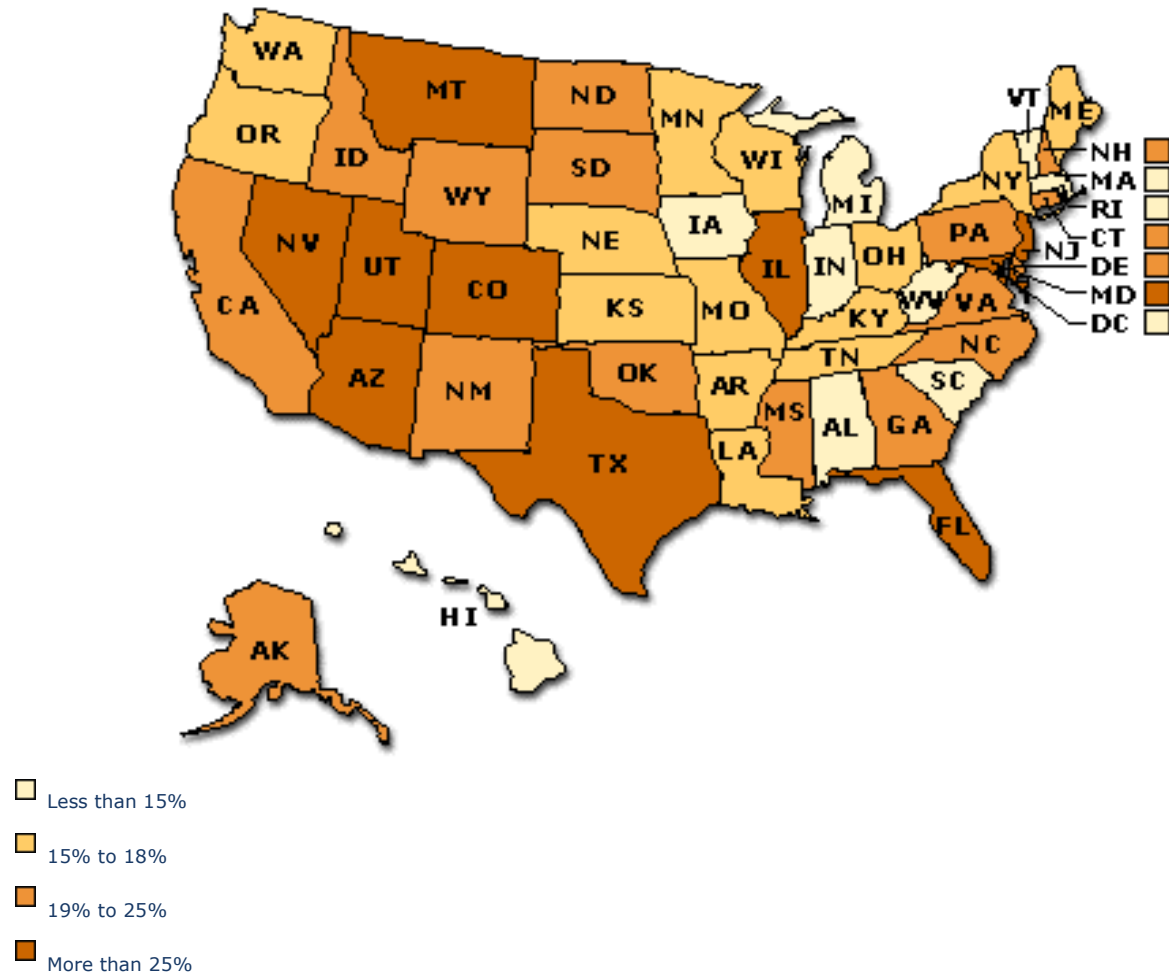 WA
MT
ND
MN
VT
ME
OR
ID
SD
WI
NH
WY
MI
NY
MA
RI
IA
PA
CT
NV
UT
NE
IL
IN
OH
NJ
DE
CO
MD
CA
KS
MO
KY
WV
VA
DC
TN
NC
AZ
NM
OK
AR
SC
MS
AL
GA
LA
TX
FL
HI
AK
Less than 15%
15% to 18%
19% to 25%
More than 25%